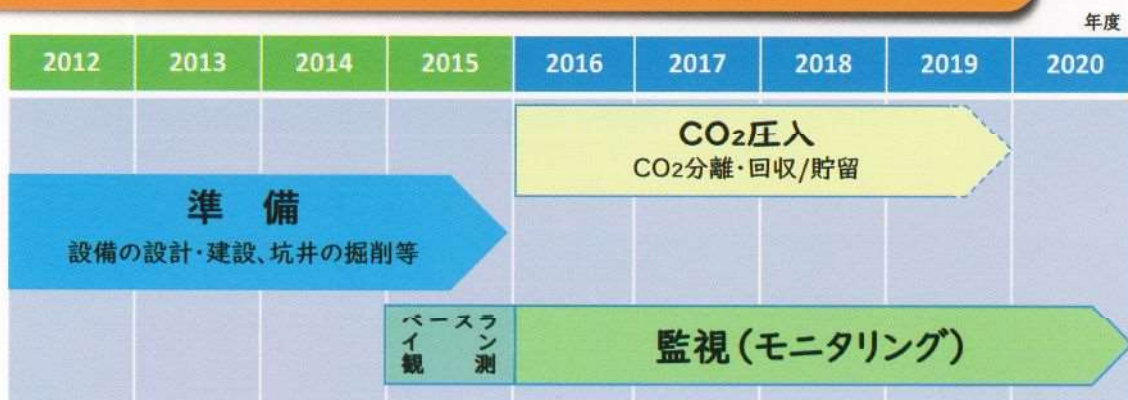 年度
2012 2013 2014 2015 2016 2017 2018 2019 2020
CO2圧入
CO2分離・回収/貯留
準 備
設備の設計・建設、坑井の掘削等
ベースラ
イ ン
観 測
監視(モニタリング)